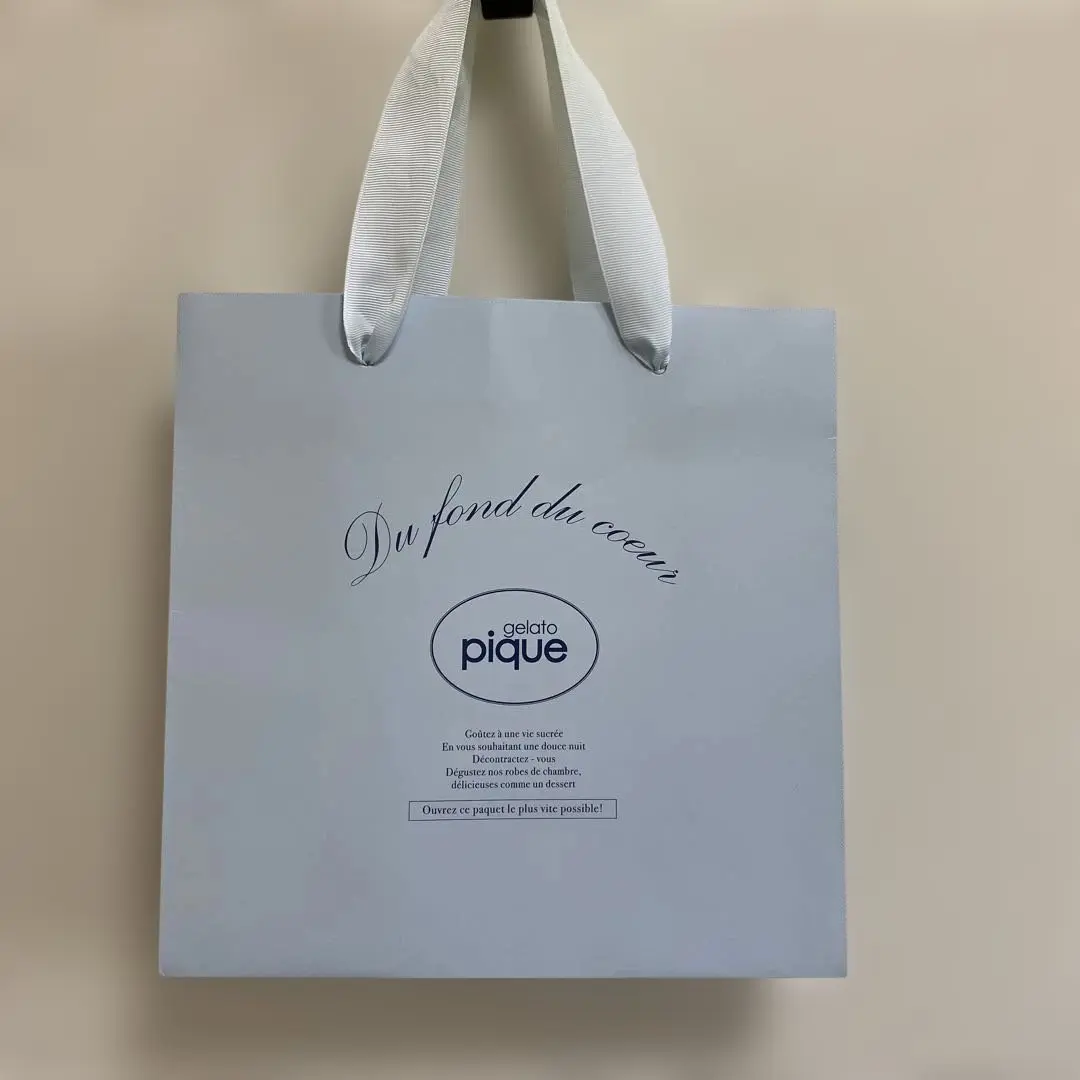 Du fond du coeur
gelato
pique
Goûtez à une vie sucrée
En vous souhaitant une douce nuit
Décontractez - vous
Dégustez nos robes de chambre,
délicieuses comme un dessert
Ouvrez ce paquet le plus vite possible!